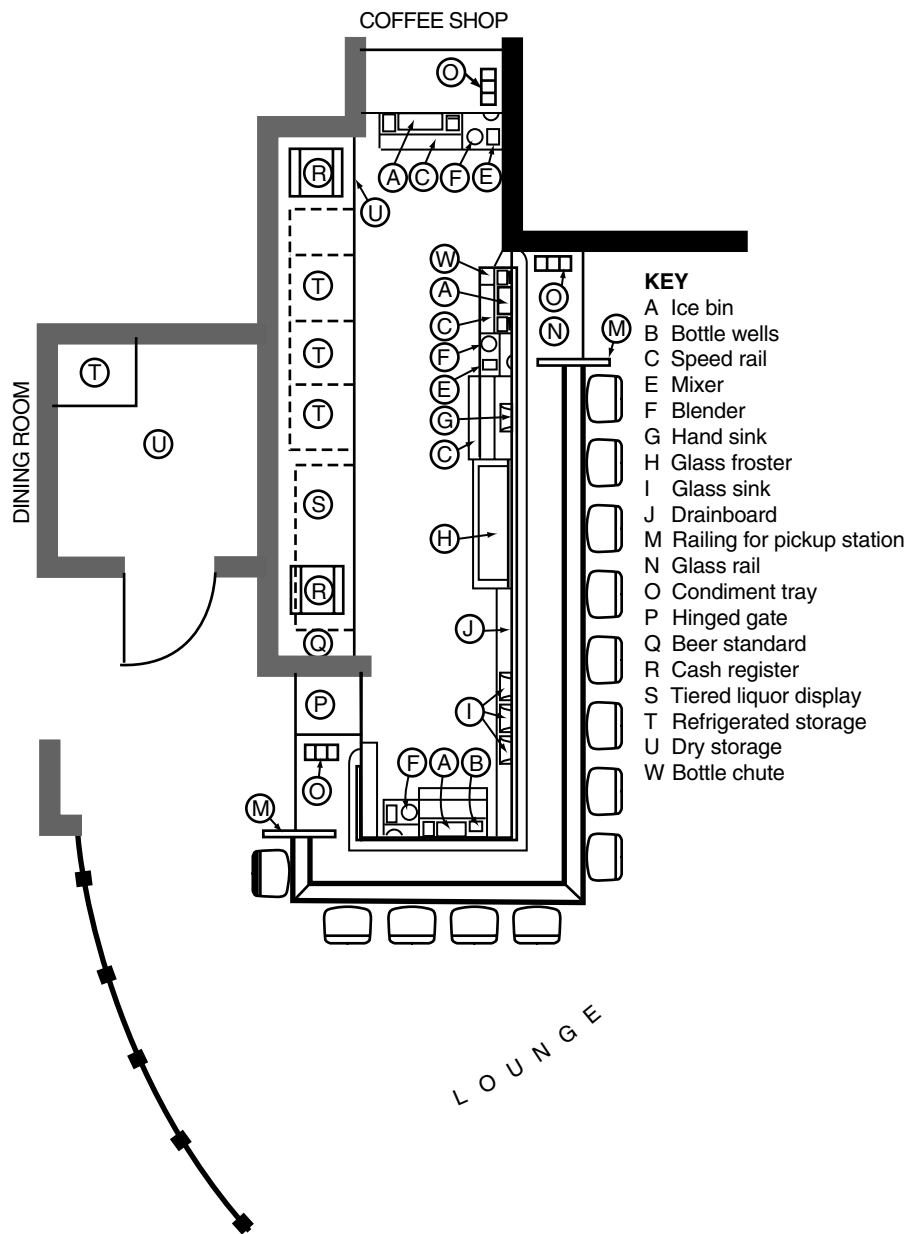 COFFEE SHOP
O
R
A
C
F
E
U
W
T
A
O
C
N
M
F
T
T
E
T
G
U
C
S
H
R
J
Q
P
I
O
F
A
B
M
DINING ROOM
LOUNGE
KEY
A Ice bin
B Bottle wells
C Speed rail
E Mixer
F Blender
G Hand sink
H Glass froster
I Glass sink
J Drainboard
M Railing for pickup station
N Glass rail
O Condiment tray
P Hinged gate
Q Beer standard
R Cash register
S Tiered liquor display
T Refrigerated storage
U Dry storage
W Bottle chute